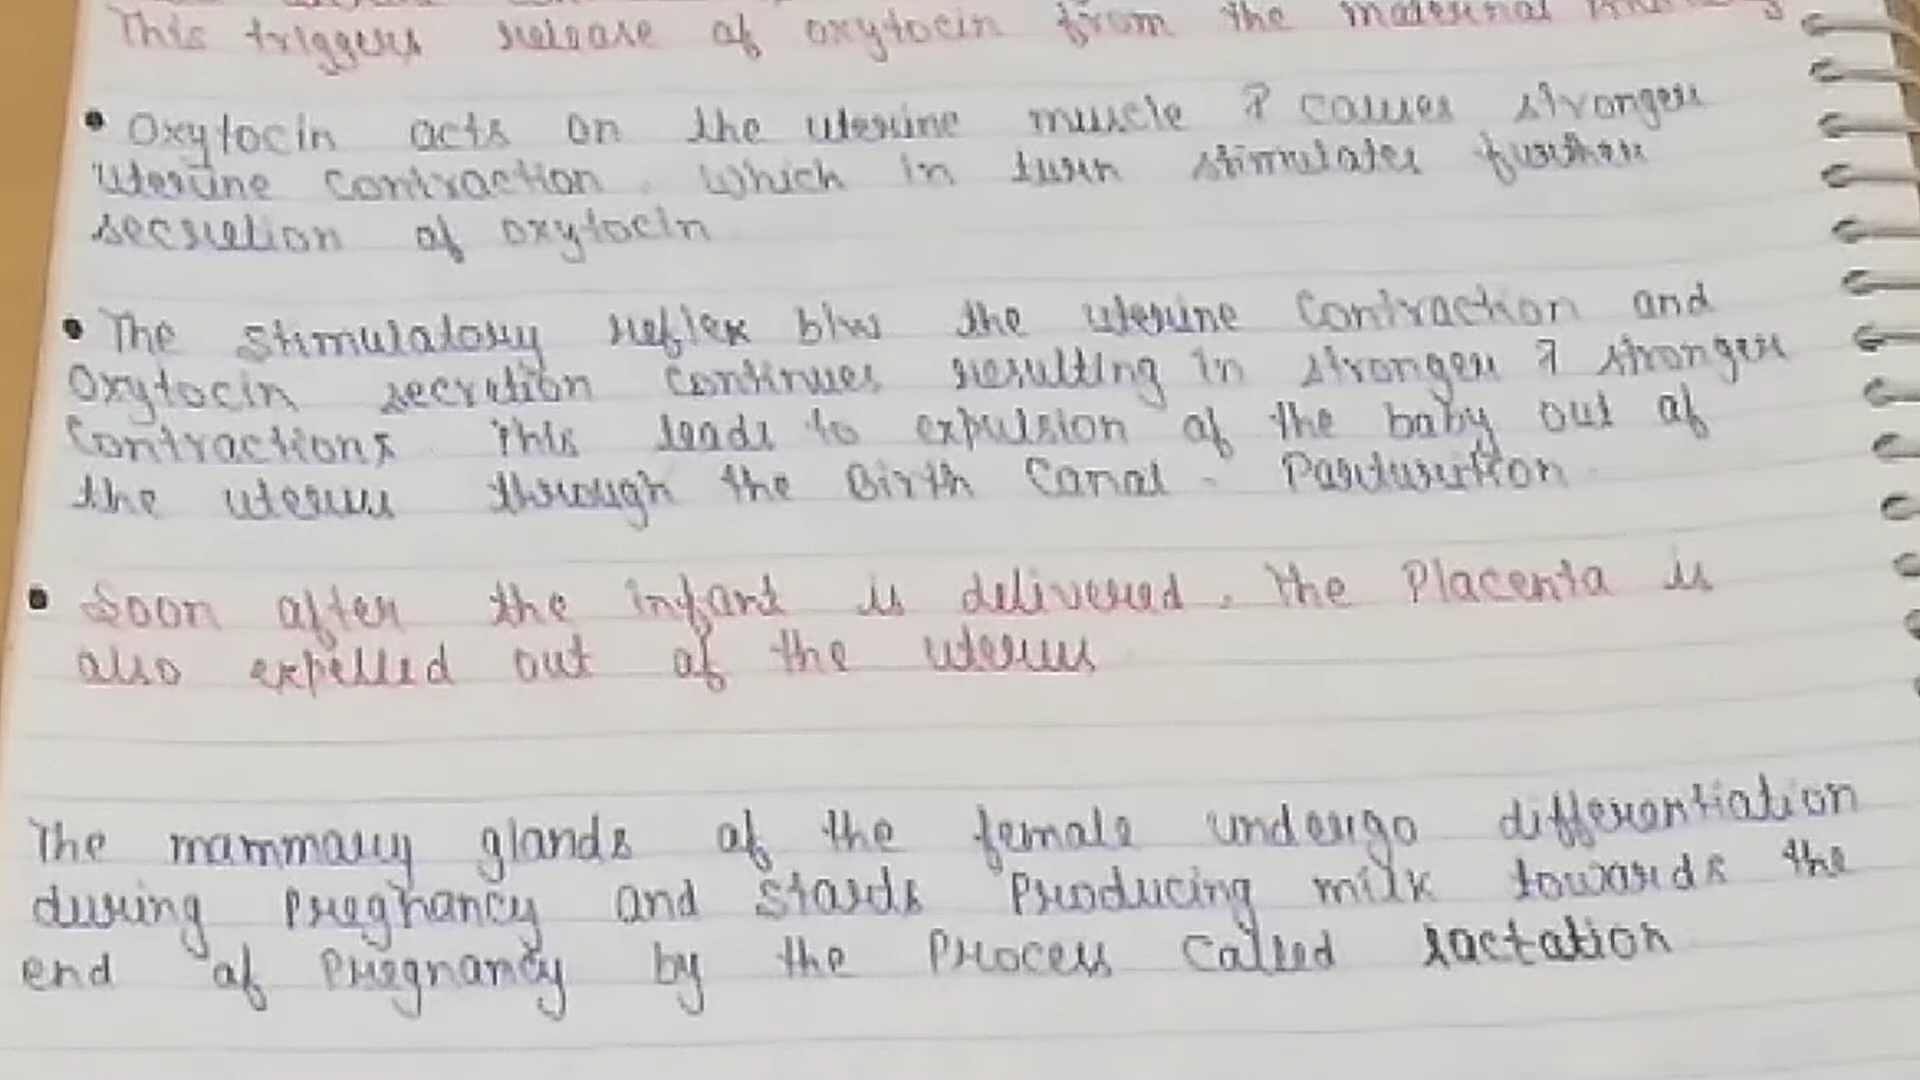 This triggers release of oxytocin from the maternal
• Oxytocin acts on the uterine muscle & causes stronger
uterine contraction. Which in turn stimulates further
secretion of oxytocin
• The stimulatory reflex b/w the uterine contraction and
Oxytocin secretion continues resulting in stronger & stronger
contractions This leads to expulsion of the baby out of
the uterus through the Birth Canal - Parturition
• Soon after the infant is delivered, the Placenta is
also expelled out of the uterus
The mammary glands of the female undergo differentiation
during Pregnancy and starts Producing milk towards the
end of Pregnancy by the Process called lactation